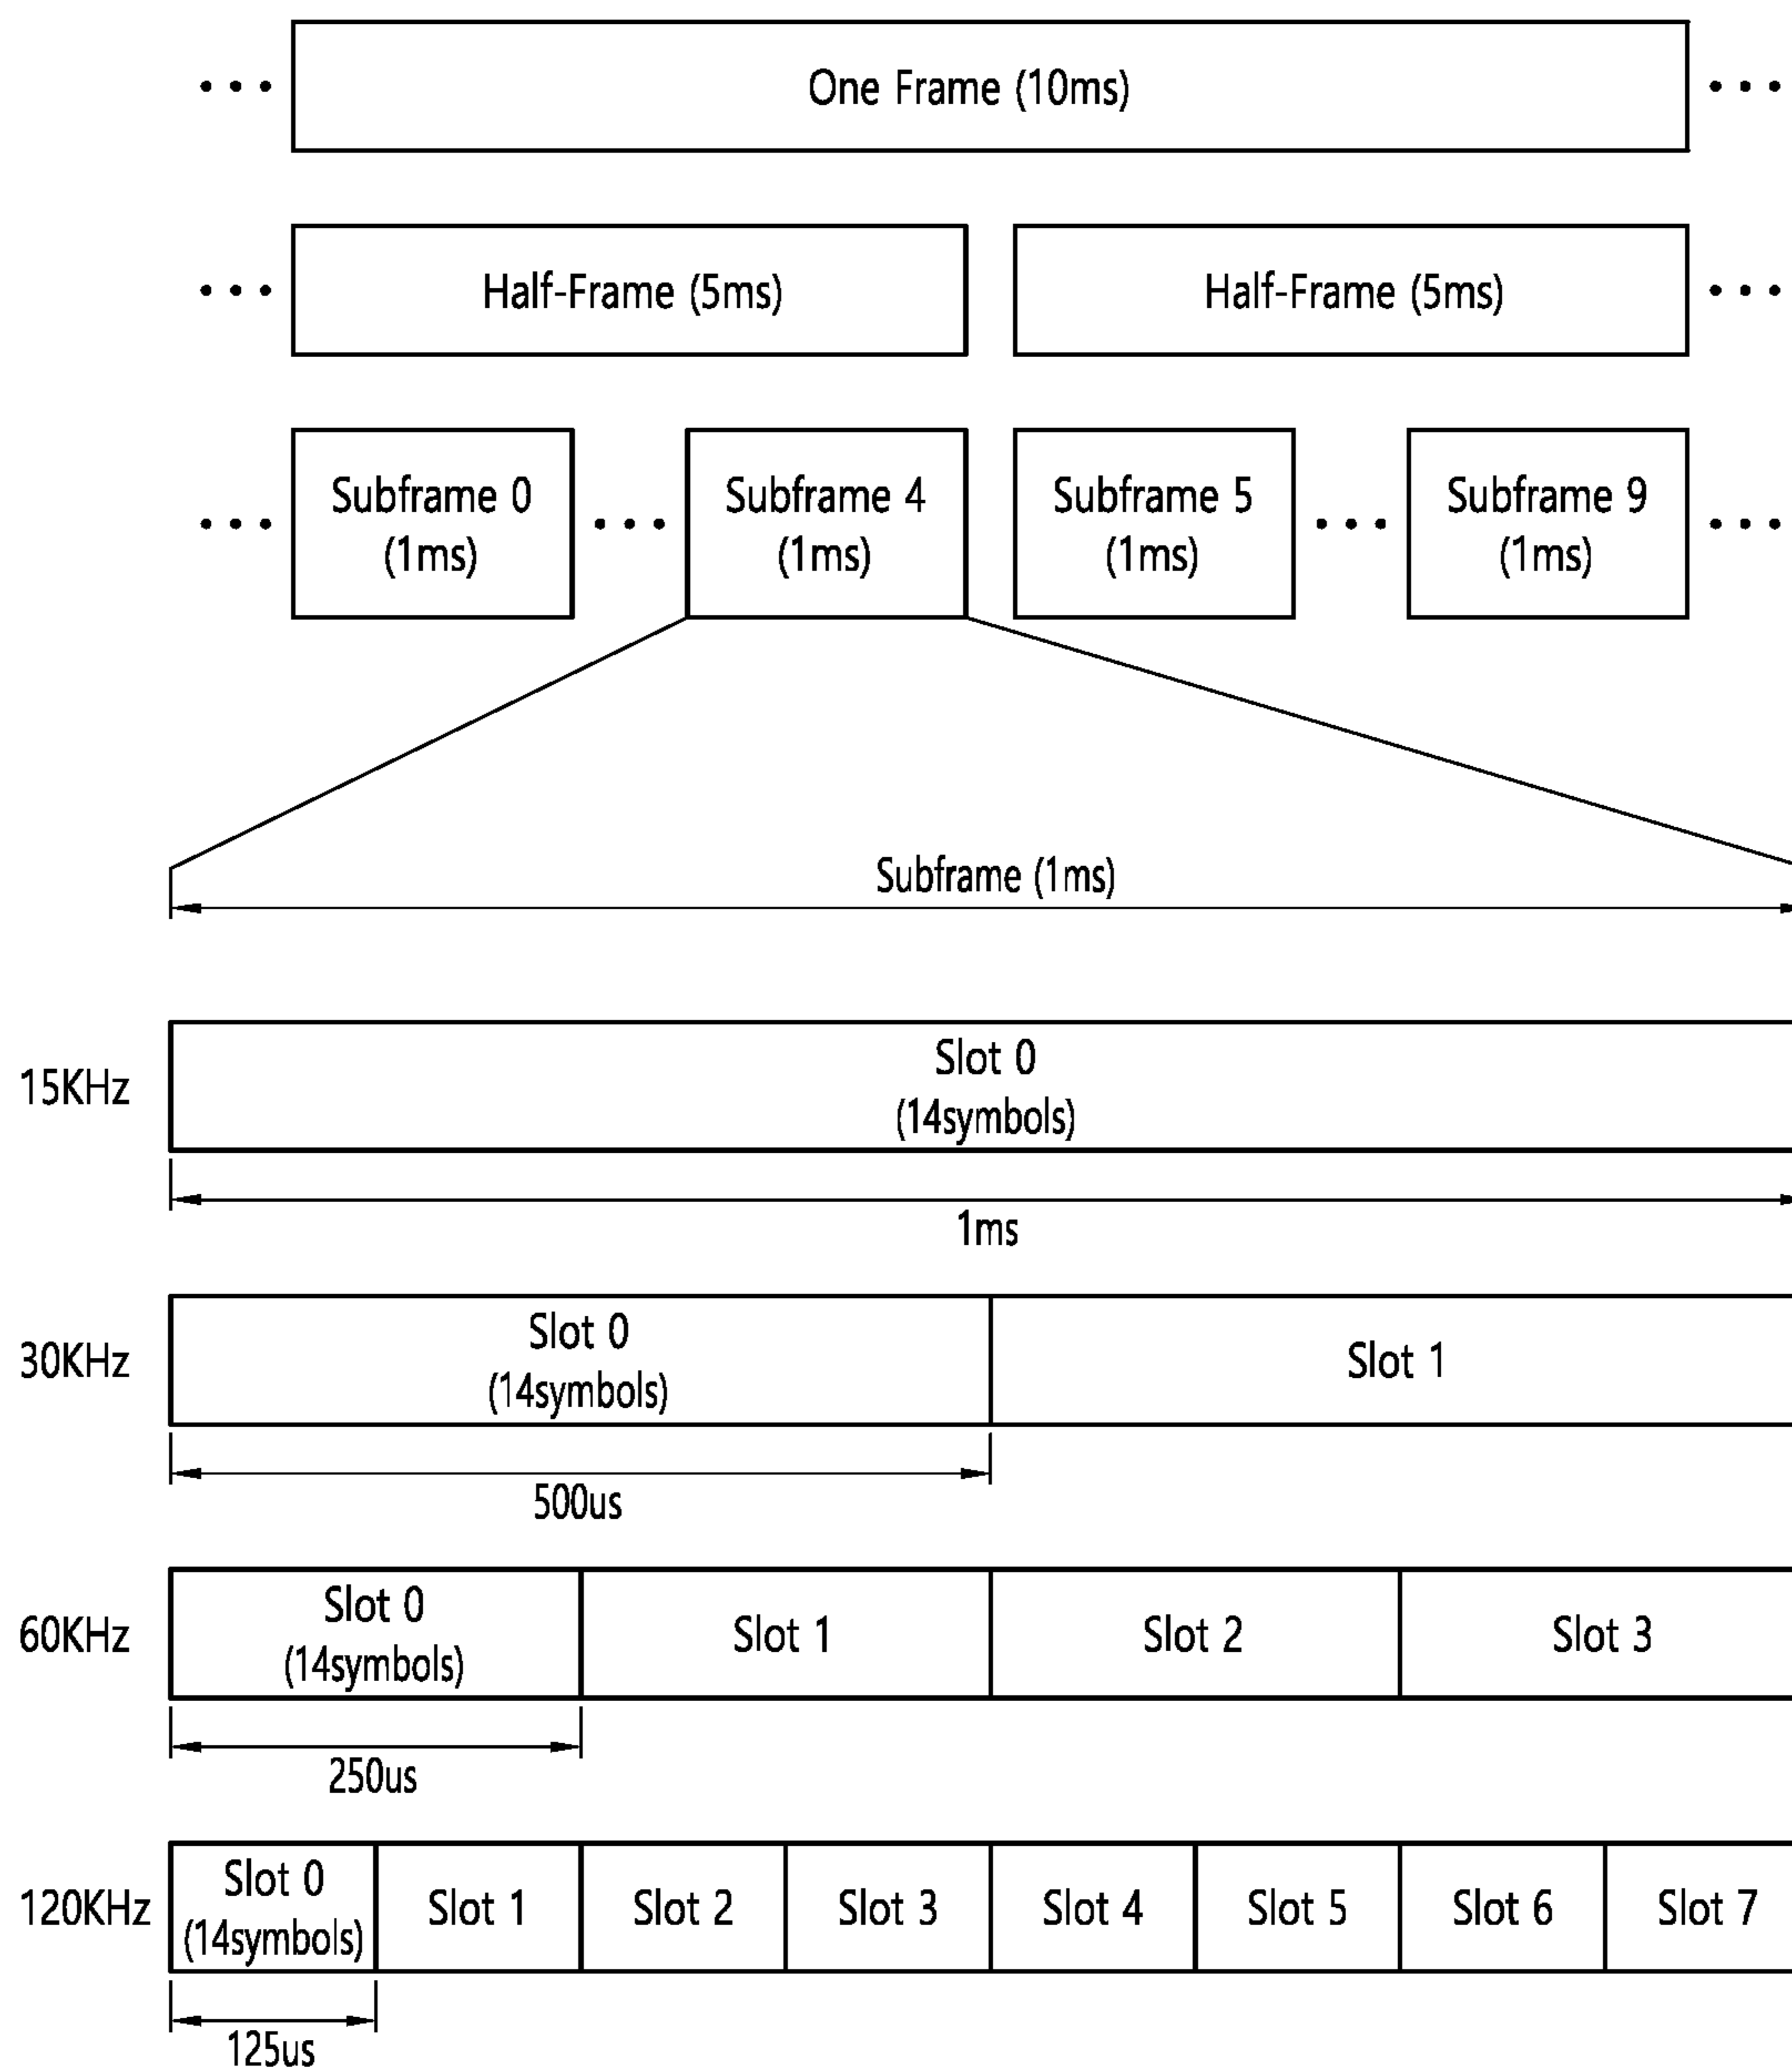 One Frame (10ms)
Half-Frame (5ms) Half-Frame (5ms)
Subframe 0 Subframe 4 Subframe 5 Subframe 9
(1ms) (1ms) (1ms) (1ms)
Subframe (1ms)
15KHz
Slot 0
(14symbols)
1ms
30KHz
Slot 0
(14symbols)
Slot 1
500us
60KHz
Slot 0
(14symbols)
Slot 1
Slot 2
Slot 3
250us
120KHz
Slot 0
(14symbols)
Slot 1
Slot 2
Slot 3
Slot 4
Slot 5
Slot 6
Slot 7
125us